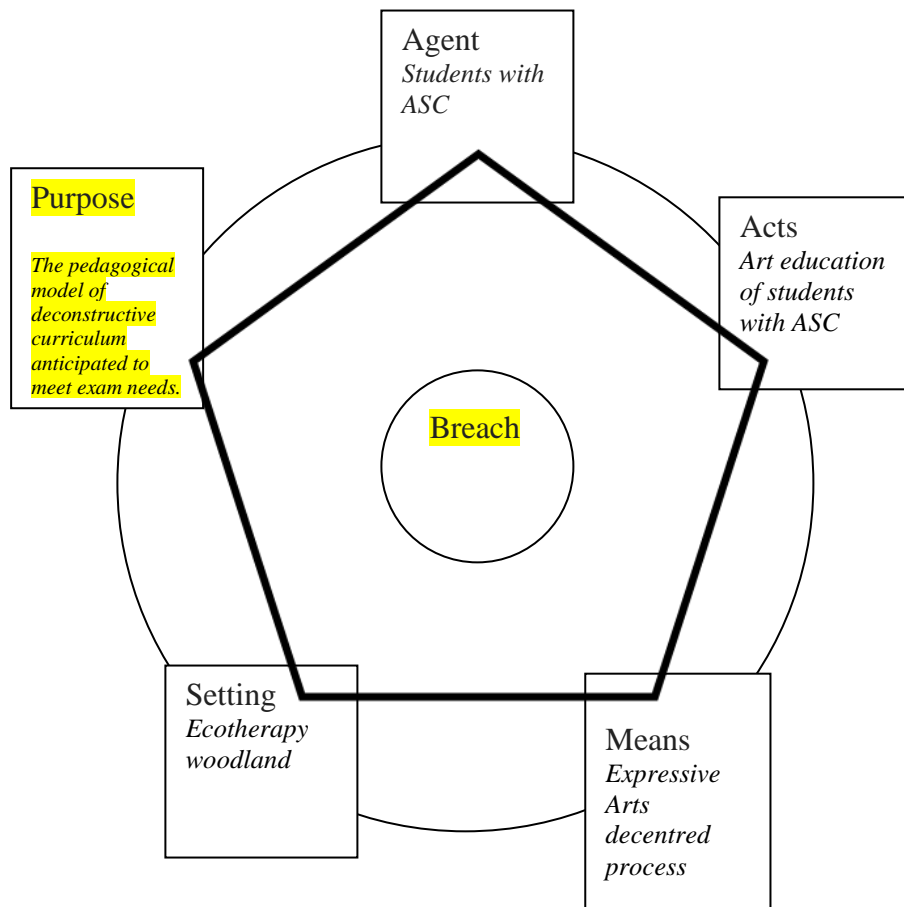 Agent
Students with
ASC
Purpose
The pedagogical
model of
deconstructive
curriculum
anticipated to
meet exam needs.
Acts
Art education
of students
with ASC
Breach
Setting
Ecotherapy
woodland
Means
Expressive
Arts
decentred
process